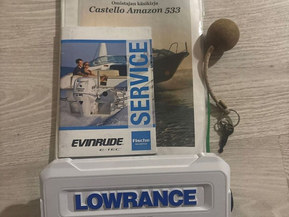 Omistajan käsikirja
Castello Amazon 533
SERVICE
EVINRUDE
LOWRANCE